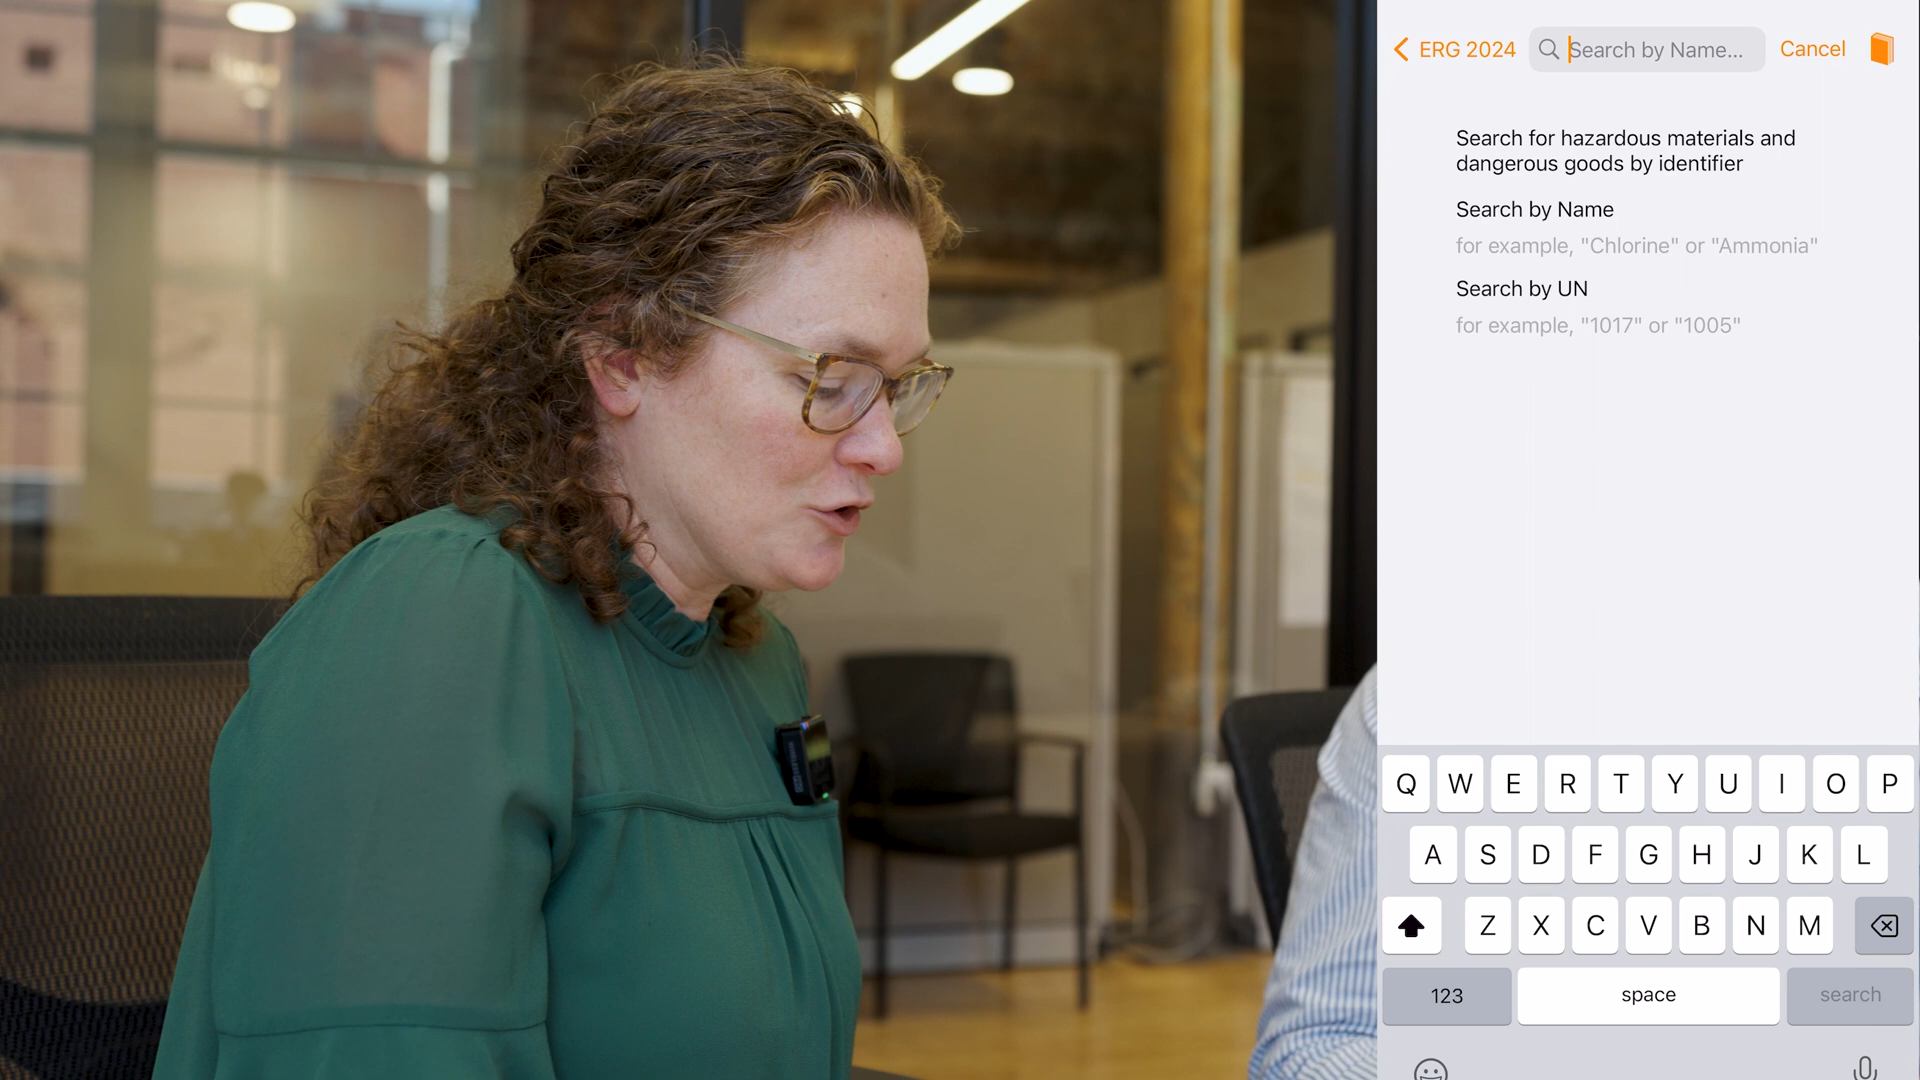 ERG 2024
Search by Name...
Cancel
Search for hazardous materials and
dangerous goods by identifier
Search by Name
for example, "Chlorine" or "Ammonia"
Search by UN
for example, "1017" or "1005"
Q W E R T Y U I O P
A S D F G H J K L
Z X C V B N M
123 space search